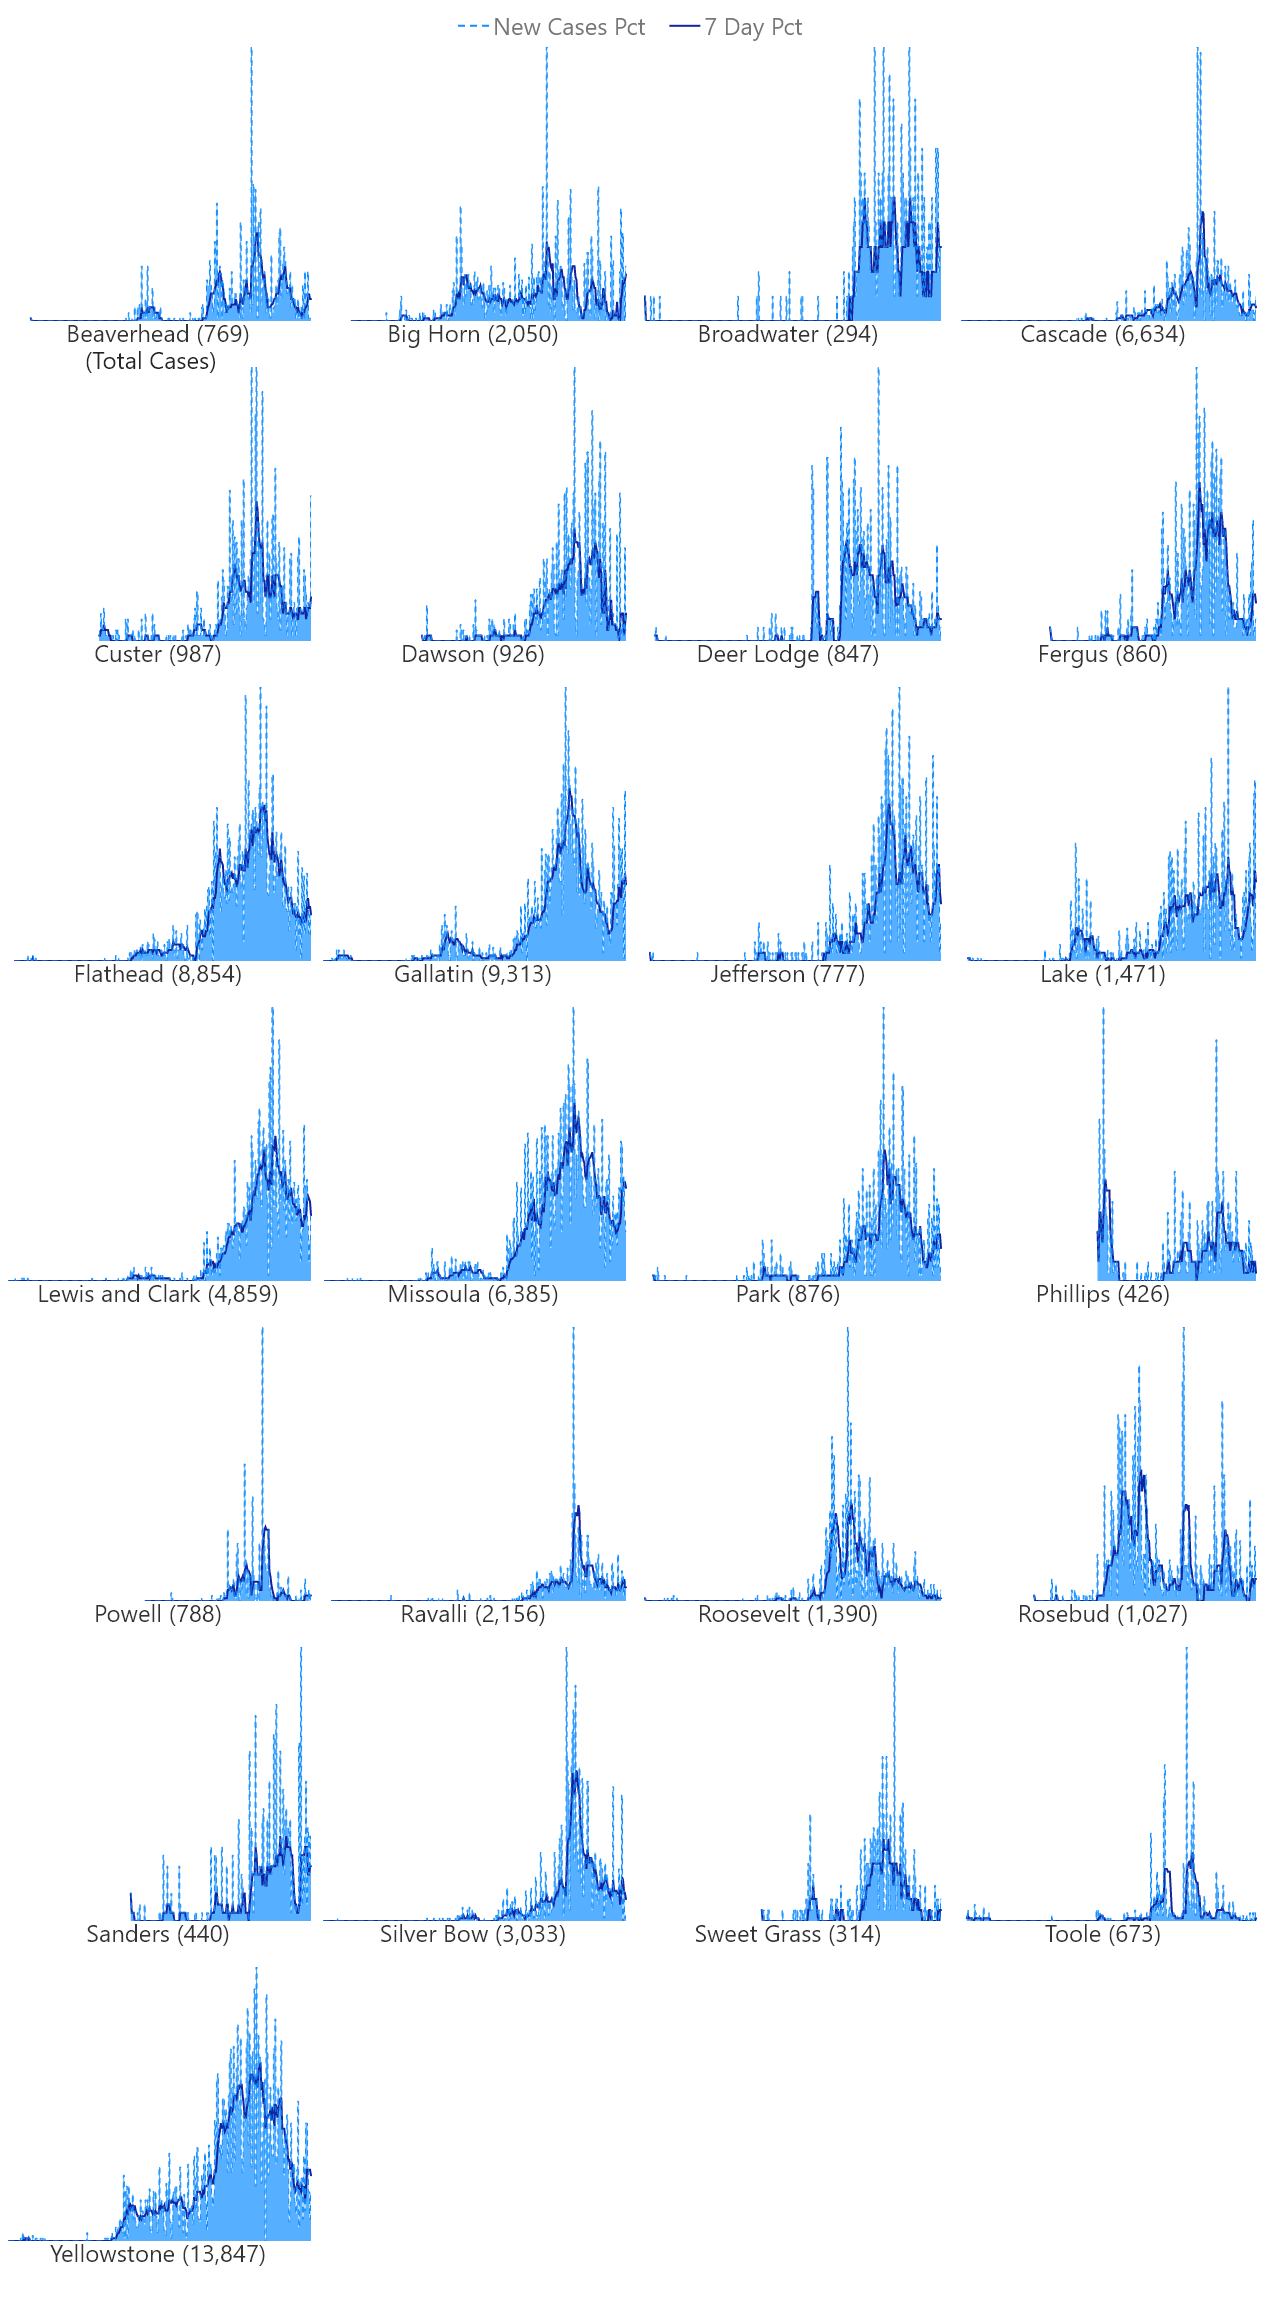 New Cases Pct 7 Day Pct
Beaverhead (769) Big Horn (2,050) Broadwater (294) Cascade (6,634)
(Total Cases)
Custer (987) Dawson (926) Deer Lodge (847) Fergus (860)
Flathead (8,854) Gallatin (9,313) Jefferson (777) Lake (1,471)
Lewis and Clark (4,859) Missoula (6,385) Park (876) Phillips (426)
Powell (788) Ravalli (2,156) Roosevelt (1,390) Rosebud (1,027)
Sanders (440) Silver Bow (3,033) Sweet Grass (314) Toole (673)
Yellowstone (13,847)